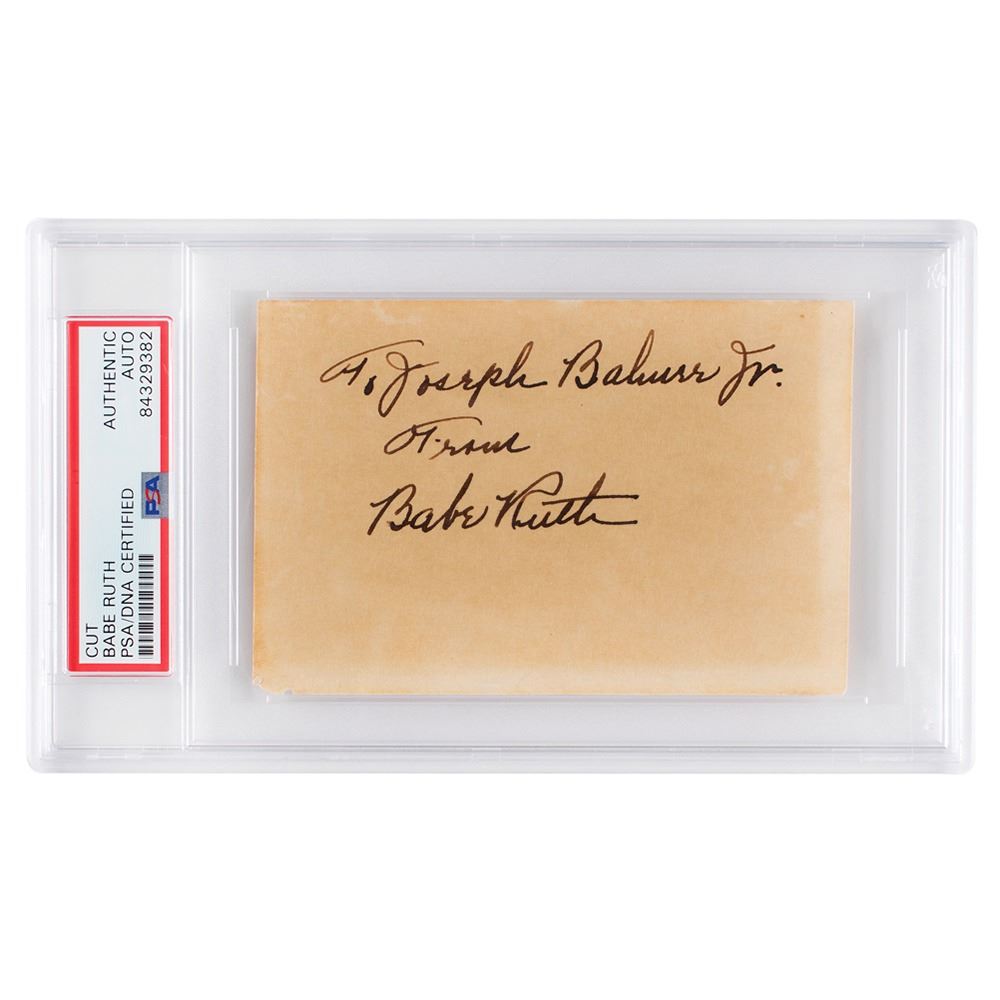 AUTHENTIC
AUTO
84329382
PSA
CUT
BABE RUTH
PSA/DNA CERTIFIED
To Joseph Bahurr Jr.
From
Babe Ruth